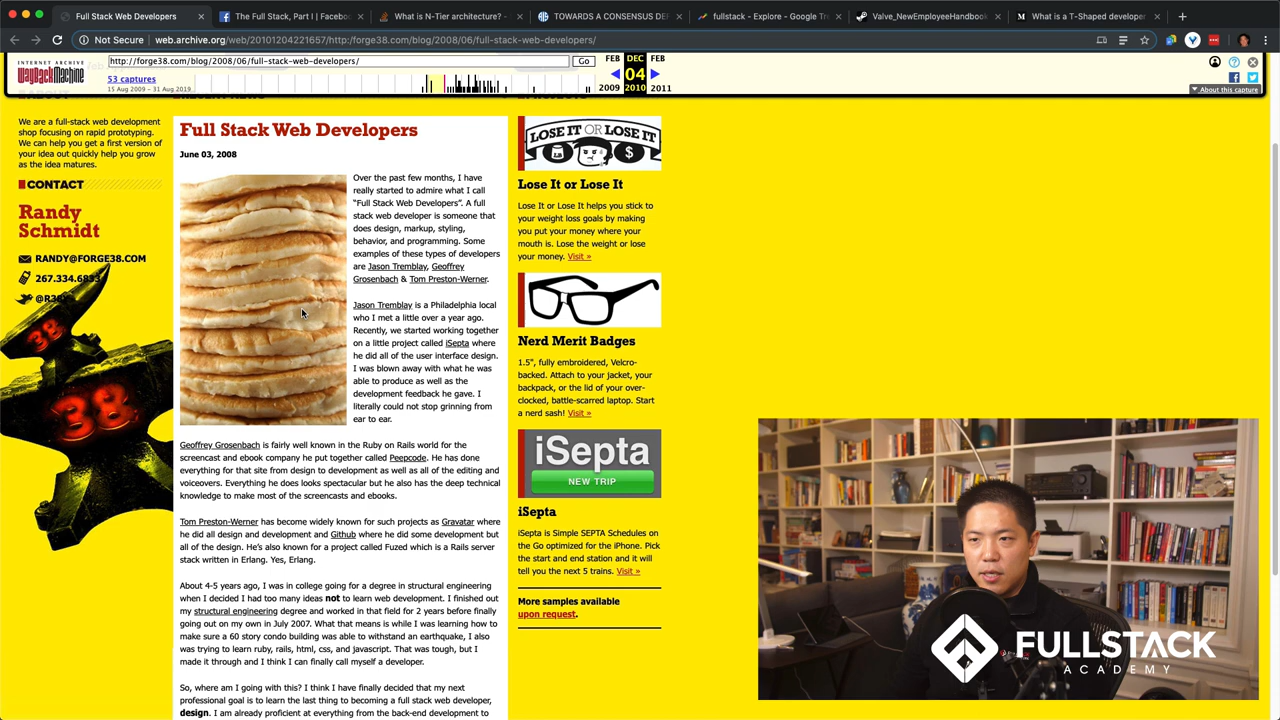 Full Stack Web Developers
The Full Stack, Part I | Faceboo
What is N-Tier architecture? -
TOWARDS A CONSENSUS DEF
fullstack - Explore - Google Tr
Valve_NewEmployeeHandbook
What is a T-Shaped developer
Not Secure
web.archive.org/web/20101204221657/http:/forge38.com/blog/2008/06/full-stack-web-developers/
INTERNET ARCHIVE
WayBackMachine
http://forge38.com/blog/2008/06/full-stack-web-developers/
Go
FEB DEC FEB
04
2009 2010 2011
53 captures
15 Aug 2009 – 31 Aug 2019
About this capture
We are a full-stack web development
shop focusing on rapid prototyping.
We can help you get a first version of
your idea out quickly help you grow
as the idea matures.
CONTACT
Randy
Schmidt
RANDY@FORGE38.COM
Full Stack Web Developers
June 03, 2008
Over the past few months, I have
really started to admire what I call
"Full Stack Web Developers". A full
stack web developer is someone that
does design, markup, styling,
behavior, and programming. Some
examples of these types of developers
are Jason Tremblay, Geoffrey
Grosenbach & Tom Preston-Werner.
Jason Tremblay is a Philadelphia local
who I met a little over a year ago.
Recently, we started working together
on a little project called iSepta where
he did all of the user interface design.
I was blown away with what he was
able to produce as well as the
development feedback he gave. I
literally could not stop grinning from
ear to ear.
Geoffrey Grosenbach is fairly well known in the Ruby on Rails world for the
screencast and ebook company he put together called Peepcode. He has done
everything for that site from design to development as well as all of the editing and
voiceovers. Everything he does looks spectacular but he also has the deep technical
knowledge to make most of the screencasts and ebooks.
Tom Preston-Werner has become widely known for such projects as Gravatar where
he did all design and development and Github where he did some development but
all of the design. He's also known for a project called Fuzed which is a Rails server
stack written in Erlang. Yes, Erlang.
About 4-5 years ago, I was in college going for a degree in structural engineering
when I decided I had too many ideas not to learn web development. I finished out
my structural engineering degree and worked in that field for 2 years before finally
going out on my own in July 2007. What that means is while I was learning how to
make sure a 60 story condo building was able to withstand an earthquake, I also
was trying to learn ruby, rails, html, css, and javascript. That was tough, but I
made it through and I think I can finally call myself a developer.
So, where am I going with this? I think I have finally decided that my next
professional goal is to learn the last thing to becoming a full stack web developer,
design. I am already proficient at everything from the back-end development to
LOSE IT OR LOSE IT
Lose It or Lose It
Lose It or Lose It helps you stick to
your weight loss goals by making
you put your money where your
mouth is. Lose the weight or lose
your money. Visit »
Nerd Merit Badges
1.5", fully embroidered, Velcro-
backed. Attach to your jacket, your
backpack, or the lid of your over-
clocked, battle-scarred laptop. Start
a nerd sash! Visit »
iSepta
NEW TRIP
iSepta
iSepta is Simple SEPTA Schedules on
the Go optimized for the iPhone. Pick
the start and end station and it will
tell you the next 5 trains. Visit »
More samples available
upon request.
38
38
FULLSTACK
ACADEMY